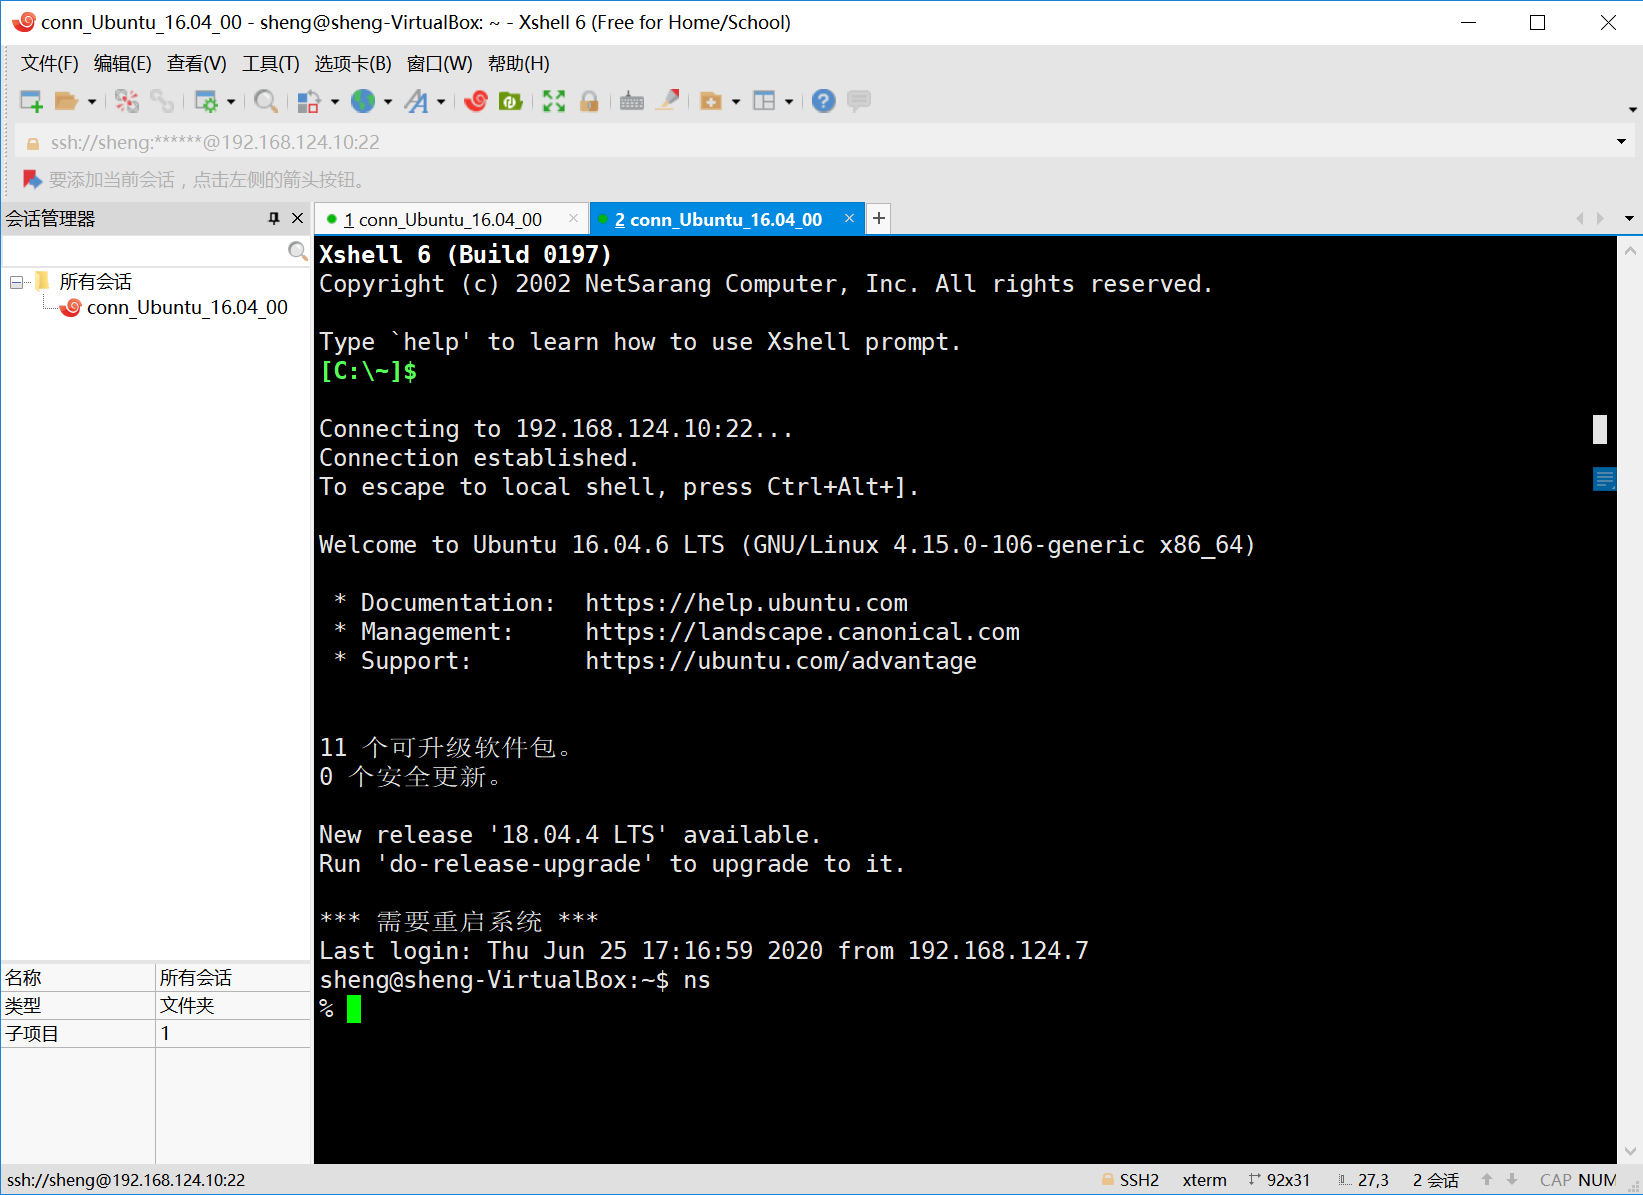 conn_Ubuntu_16.04_00 - sheng@sheng-VirtualBox: ~ - Xshell 6 (Free for Home/School)
文件(F) 编辑(E) 查看(V) 工具(T) 选项卡(B) 窗口(W) 帮助(H)
ssh://sheng:******@192.168.124.10:22
要添加当前会话，点击左侧的箭头按钮。
会话管理器
1 conn_Ubuntu_16.04_00
2 conn_Ubuntu_16.04_00
所有会话
conn_Ubuntu_16.04_00
Xshell 6 (Build 0197)
Copyright (c) 2002 NetSarang Computer, Inc. All rights reserved.
Type `help' to learn how to use Xshell prompt.
[C:\~]$
Connecting to 192.168.124.10:22...
Connection established.
To escape to local shell, press Ctrl+Alt+].
Welcome to Ubuntu 16.04.6 LTS (GNU/Linux 4.15.0-106-generic x86_64)
* Documentation:  https://help.ubuntu.com
* Management:     https://landscape.canonical.com
* Support:        https://ubuntu.com/advantage
11 个可升级软件包。
0 个安全更新。
New release '18.04.4 LTS' available.
Run 'do-release-upgrade' to upgrade to it.
*** 需要重启系统 ***
Last login: Thu Jun 25 17:16:59 2020 from 192.168.124.7
sheng@sheng-VirtualBox:~$ ns
%
名称 所有会话
类型 文件夹
子项目 1
ssh://sheng@192.168.124.10:22 SSH2 xterm 92x31 27,3 2 会话 CAP NUM